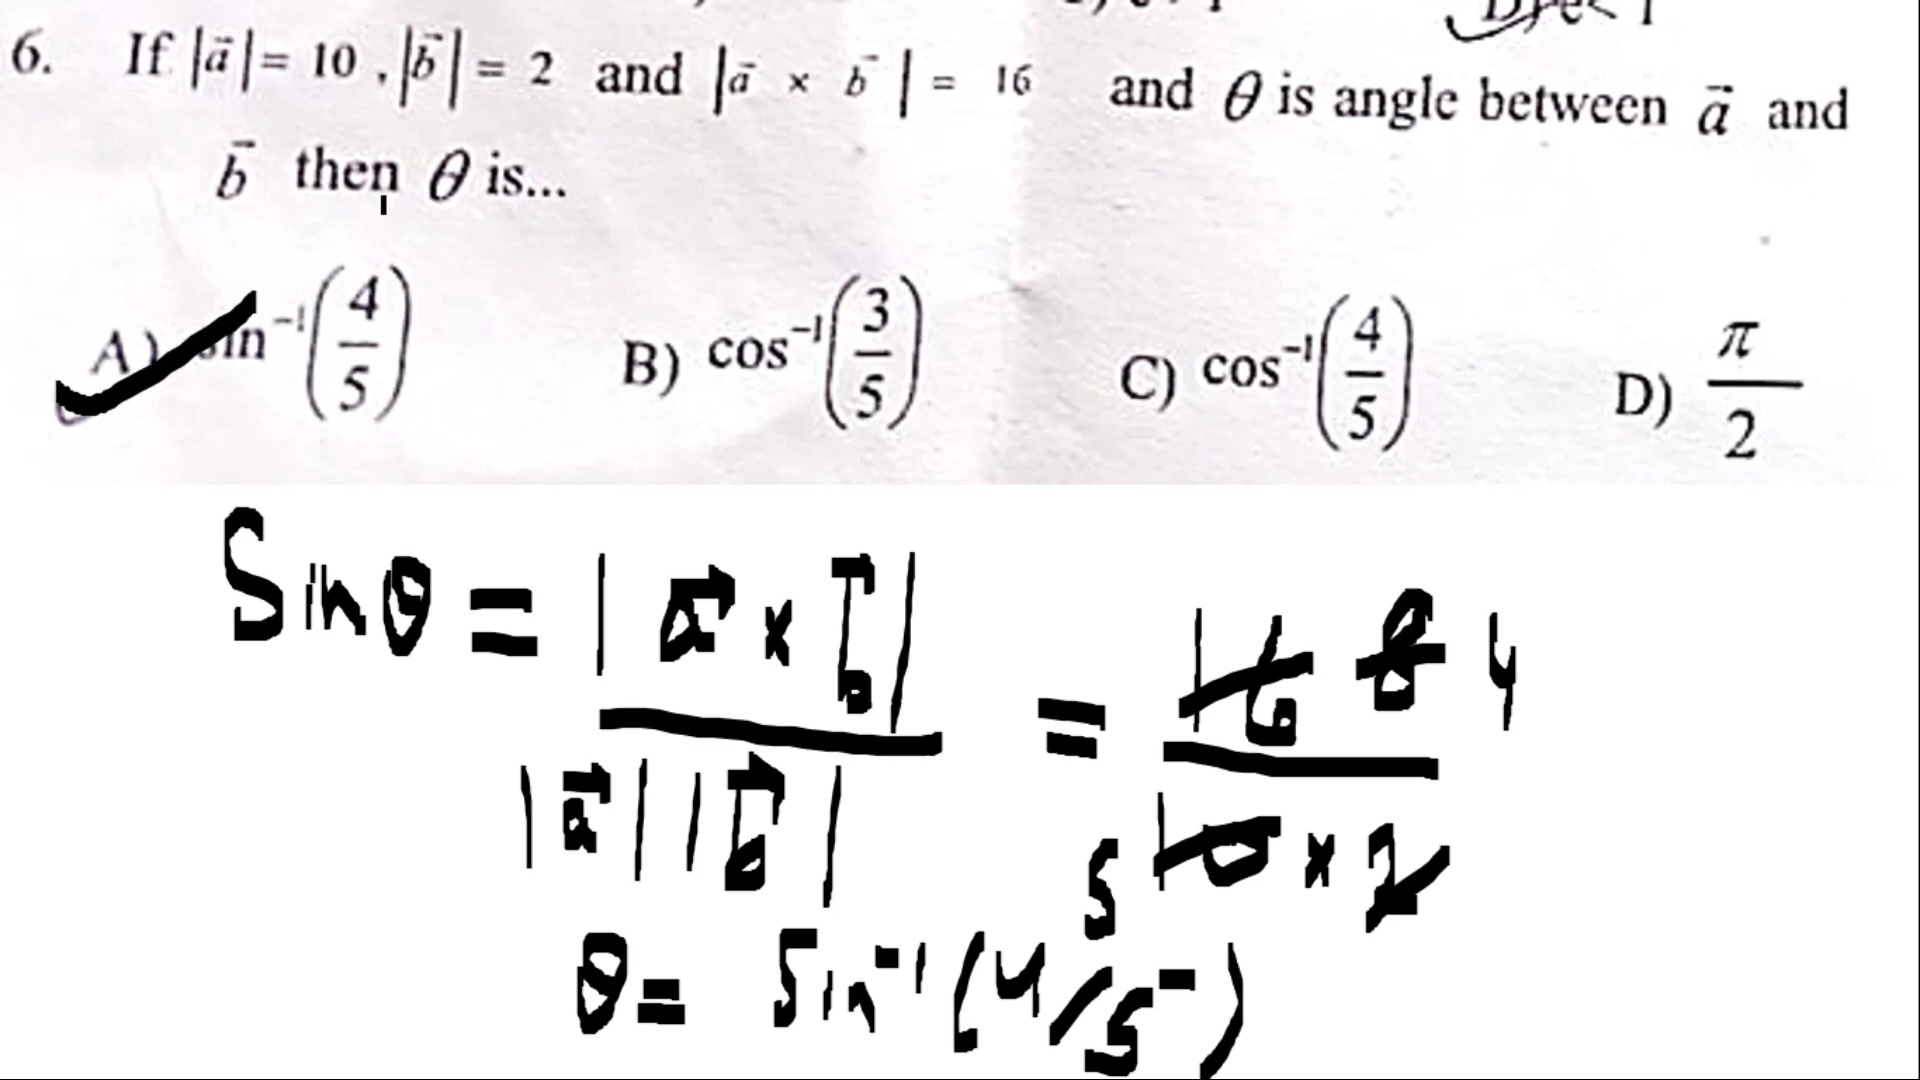 6. If |ā| = 10 , |b̄| = 2 and |ā × b̄| = 16 and θ is angle between ā and
b̄ then θ is...
A) sin⁻¹(4/5) B) cos⁻¹(3/5) C) cos⁻¹(4/5) D) π/2
Sinθ = |a⃗ × b⃗| / |a⃗| |b⃗| = 16 8 4 / 5 10 × 2
θ = Sin⁻¹ (4/5)